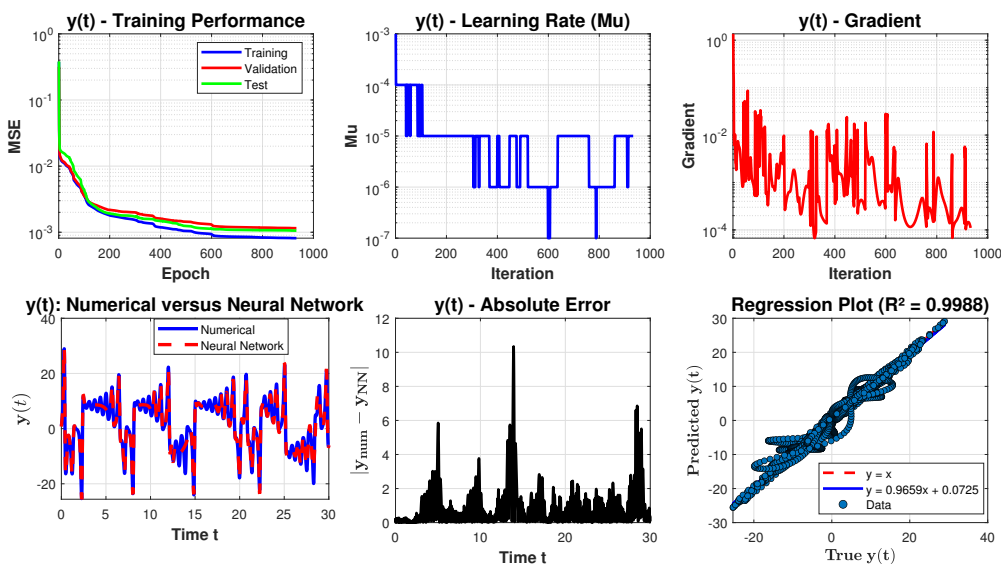 y(t) - Training Performance
MSE
10^-1
10^-2
10^-3
0 200 400 600 800 1000
Epoch
Training
Validation
Test
y(t) - Learning Rate (Mu)
Mu
10^-3
10^-4
10^-5
10^-6
10^-7
0 200 400 600 800 1000
Iteration
y(t) - Gradient
Gradient
10^0
10^-2
10^-4
0 200 400 600 800 1000
Iteration
y(t): Numerical versus Neural Network
y(t)
40
20
0
-20
0 5 10 15 20 25 30
Time t
Numerical
Neural Network
y(t) - Absolute Error
|y_num − y_NN|
12
10
8
6
4
2
0
0 10 20 30
Time t
Regression Plot (R² = 0.9988)
Predicted y(t)
30
20
10
0
-10
-20
-30
-20 0 20 40
True y(t)
y = x
y = 0.9659x + 0.0725
Data